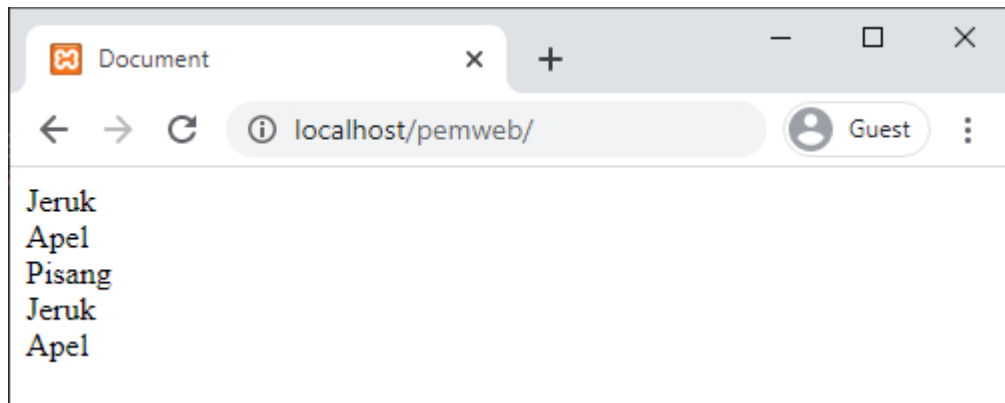 Document
localhost/pemweb/
Guest
Jeruk
Apel
Pisang
Jeruk
Apel